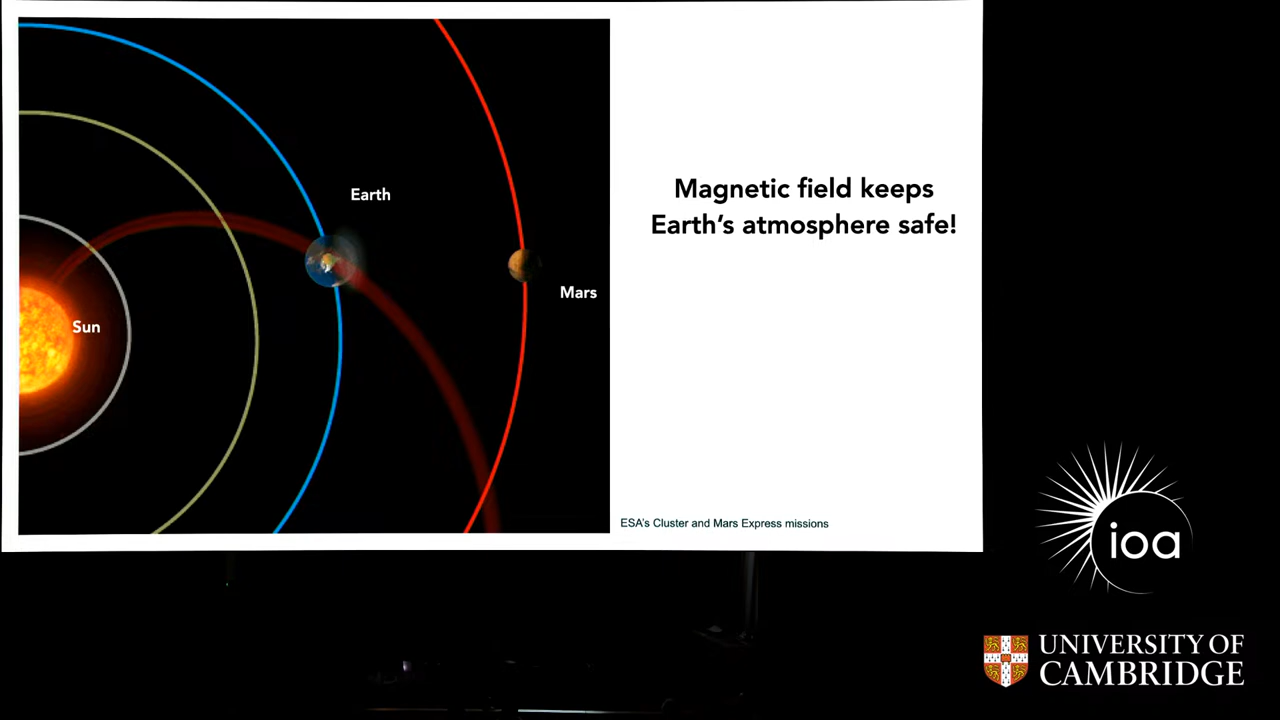 Magnetic field keeps
Earth's atmosphere safe!
Earth
Mars
Sun
ESA's Cluster and Mars Express missions
ioa
UNIVERSITY OF
CAMBRIDGE